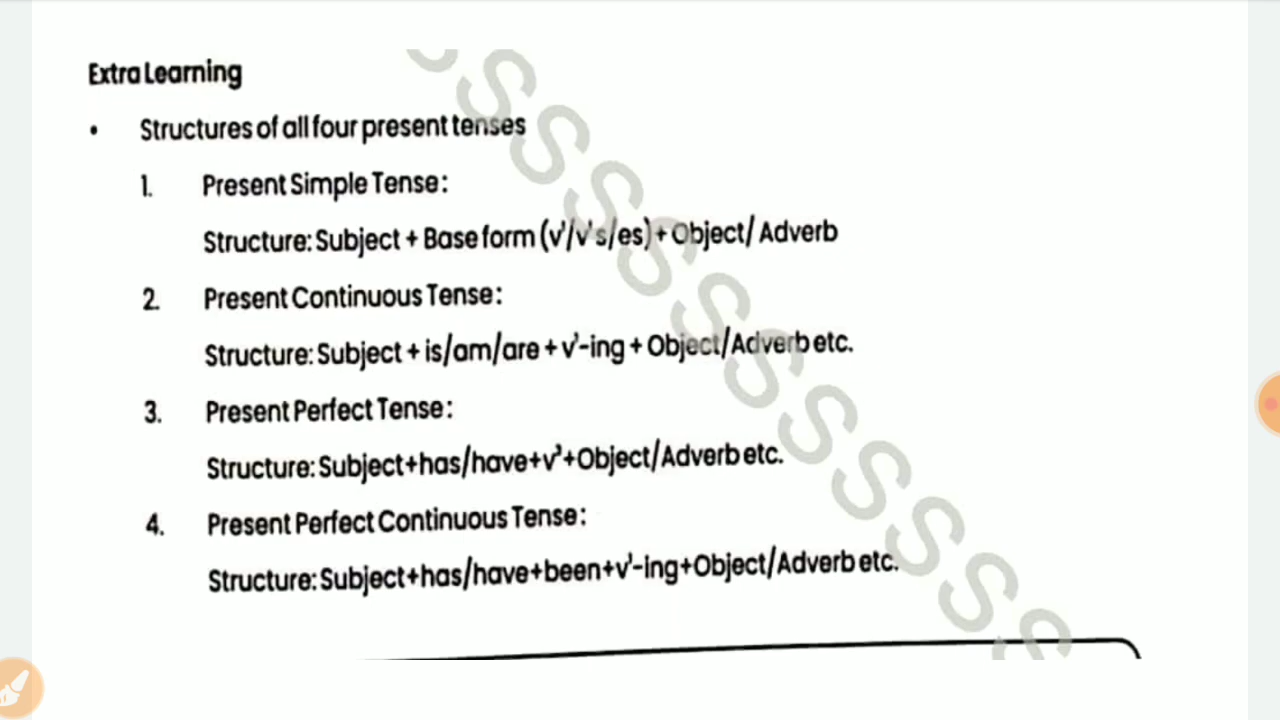 Extra Learning
• Structures of all four present tenses
1. Present Simple Tense:
Structure: Subject + Base form (v¹/v¹s/es) + Object/ Adverb
2. Present Continuous Tense:
Structure: Subject + is/am/are + v¹-ing + Object/Adverb etc.
3. Present Perfect Tense:
Structure: Subject+has/have+v³+Object/Adverb etc.
4. Present Perfect Continuous Tense:
Structure: Subject+has/have+been+v¹-ing+Object/Adverb etc.
SSSSSSSSSSSS